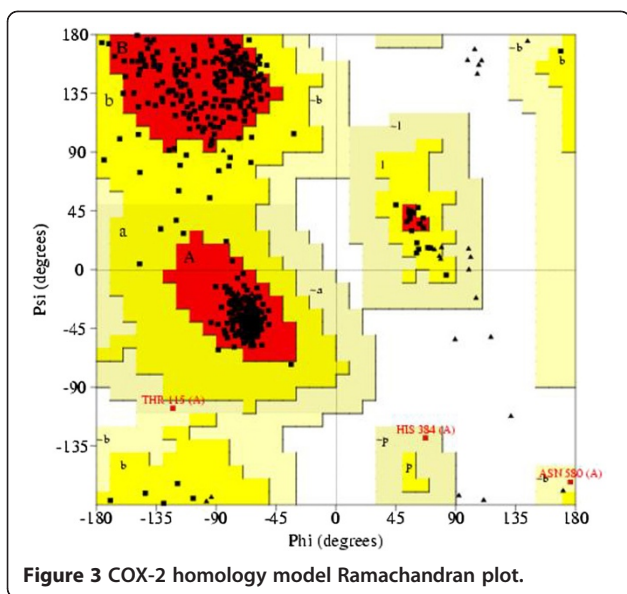 180
135
90
45
0
-45
-90
-135
-180
-135
-90
-45
0
45
90
135
180
Psi (degrees)
Phi (degrees)
B
b
~b
~b
b
~l
l
a
A
~a
THR 115 (A)
HIS 384 (A)
ASN 580 (A)
~b
b
~p
p
~b
Figure 3 COX-2 homology model Ramachandran plot.